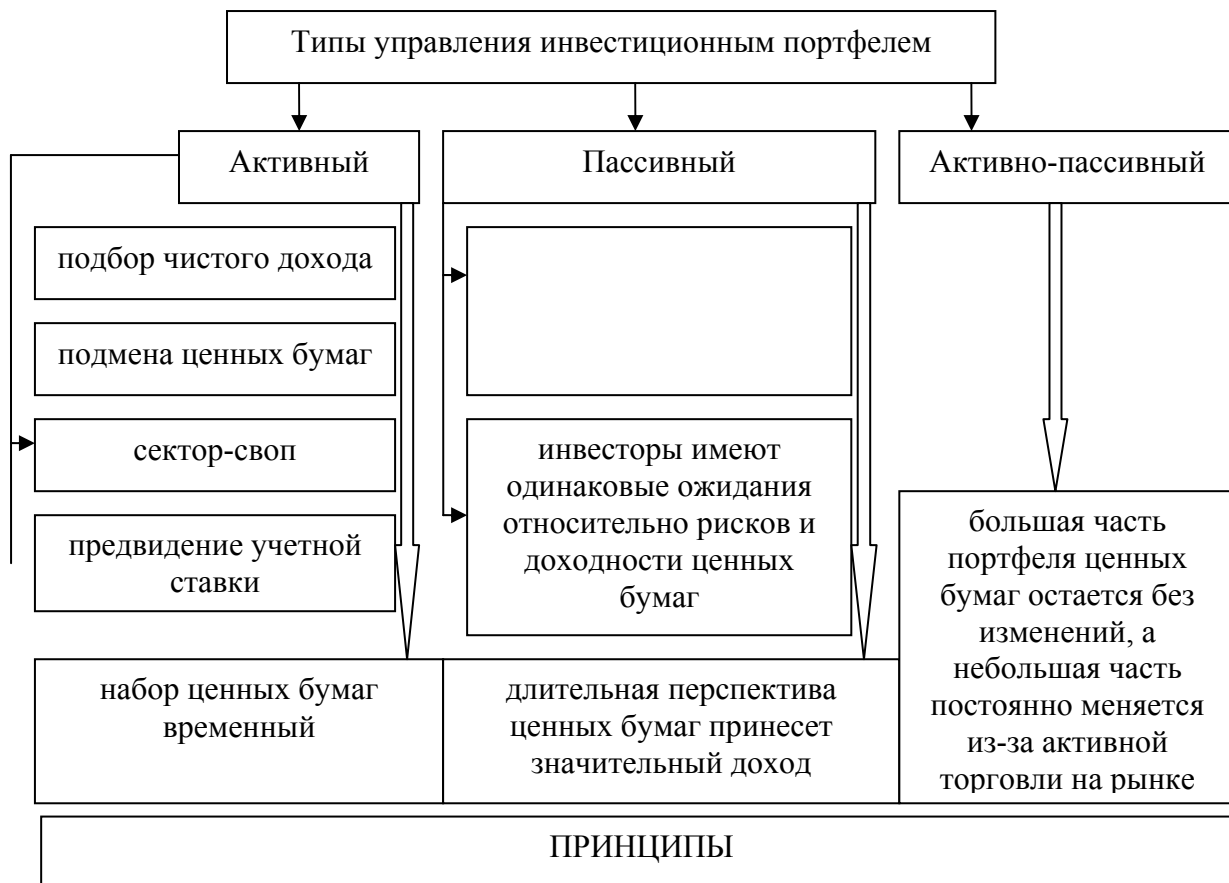 Типы управления инвестиционным портфелем
Активный
Пассивный
Активно-пассивный
подбор чистого дохода
подмена ценных бумаг
сектор-своп
предвидение учетной
ставки
инвесторы имеют
одинаковые ожидания
относительно рисков и
доходности ценных
бумаг
большая часть
портфеля ценных
бумаг остается без
изменений, а
небольшая часть
постоянно меняется
из-за активной
торговли на рынке
набор ценных бумаг
временный
длительная перспектива
ценных бумаг принесет
значительный доход
ПРИНЦИПЫ